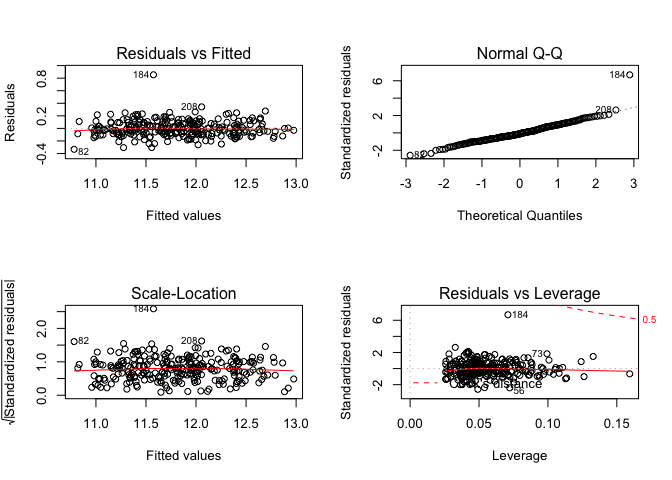 Residuals vs Fitted
Residuals
-0.4 0.2 0.8
184
208
82
11.0 11.5 12.0 12.5 13.0
Fitted values
Normal Q-Q
Standardized residuals
-2 2 6
184
208
-3 -2 -1 0 1 2 3
Theoretical Quantiles
Scale-Location
√|Standardized residuals|
0.0 1.0 2.0
184
82
208
11.0 11.5 12.0 12.5 13.0
Fitted values
Residuals vs Leverage
Standardized residuals
-2 2 6
184
0.5
73
distance
56
0.00 0.05 0.10 0.15
Leverage